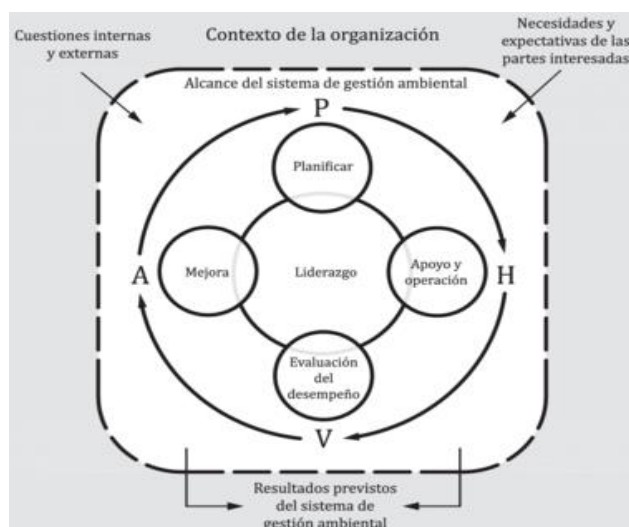 Cuestiones internas
y externas
Contexto de la organización
Necesidades y
expectativas de las
partes interesadas
Alcance del sistema de gestión ambiental
P
Planificar
A
Mejora
Liderazgo
Apoyo y
operación
H
Evaluación
del
desempeño
V
Resultados previstos
del sistema de
gestión ambiental